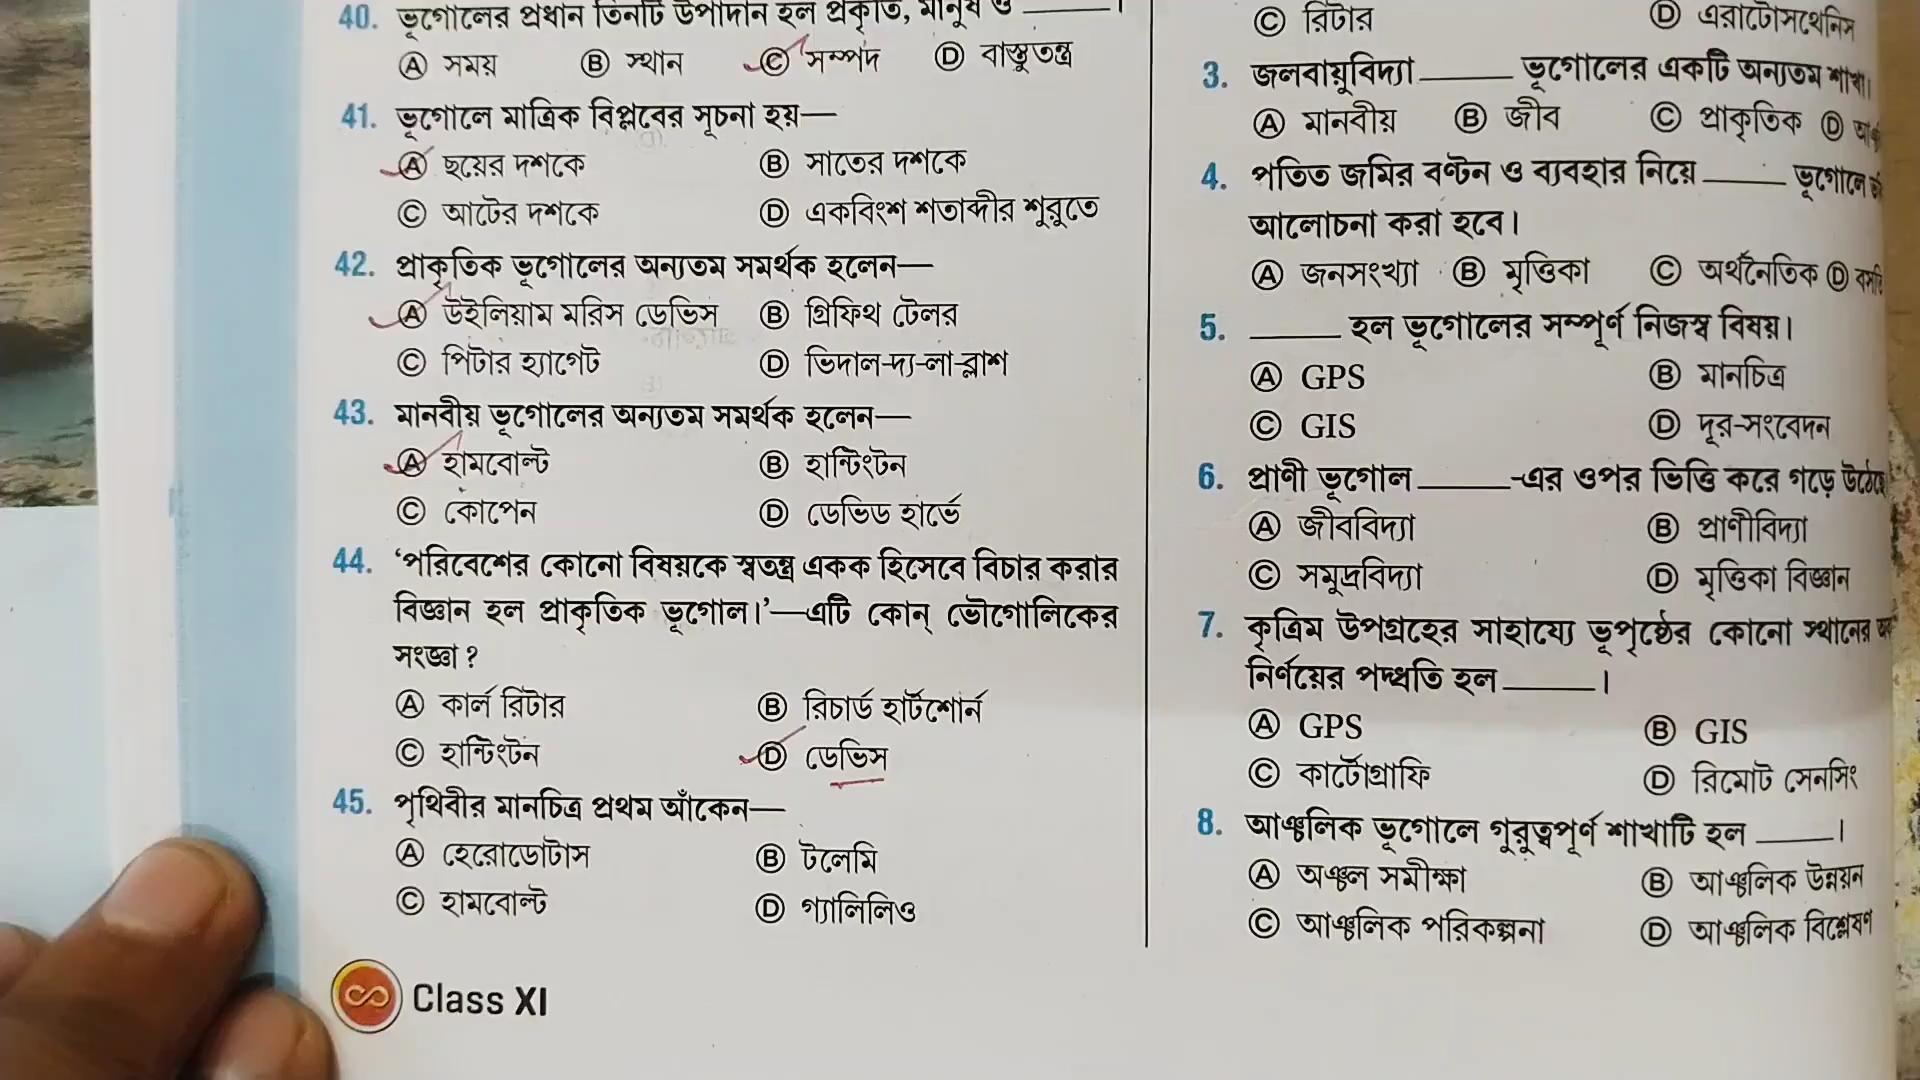 40. ভূগোলের প্রধান তিনটি উপাদান হল প্রকৃতি, মানুষ ও ______।
Ⓐ সময় Ⓑ স্থান Ⓒ সম্পদ Ⓓ বাস্তুতন্ত্র
41. ভূগোলে মাত্রিক বিপ্লবের সূচনা হয়—
Ⓐ ছয়ের দশকে Ⓑ সাতের দশকে
Ⓒ আটের দশকে Ⓓ একবিংশ শতাব্দীর শুরুতে
42. প্রাকৃতিক ভূগোলের অন্যতম সমর্থক হলেন—
Ⓐ উইলিয়াম মরিস ডেভিস Ⓑ গ্রিফিথ টেলর
Ⓒ পিটার হ্যাগেট Ⓓ ভিদাল-দ্য-লা-ব্লাশ
43. মানবীয় ভূগোলের অন্যতম সমর্থক হলেন—
Ⓐ হামবোল্ট Ⓑ হান্টিংটন
Ⓒ কোপেন Ⓓ ডেভিড হার্ভে
44. ‘পরিবেশের কোনো বিষয়কে স্বতন্ত্র একক হিসেবে বিচার করার
বিজ্ঞান হল প্রাকৃতিক ভূগোল।’—এটি কোন্ ভৌগোলিকের
সংজ্ঞা ?
Ⓐ কার্ল রিটার Ⓑ রিচার্ড হার্টশোর্ন
Ⓒ হান্টিংটন Ⓓ ডেভিস
45. পৃথিবীর মানচিত্র প্রথম আঁকেন—
Ⓐ হেরোডোটাস Ⓑ টলেমি
Ⓒ হামবোল্ট Ⓓ গ্যালিলিও
Class XI
Ⓒ রিটার Ⓓ এরাটোসথেনিস
3. জলবায়ুবিদ্যা ______ ভূগোলের একটি অন্যতম শাখা।
Ⓐ মানবীয় Ⓑ জীব Ⓒ প্রাকৃতিক Ⓓ
4. পতিত জমির বণ্টন ও ব্যবহার নিয়ে ______ ভূগোলে
আলোচনা করা হবে।
Ⓐ জনসংখ্যা Ⓑ মৃত্তিকা Ⓒ অর্থনৈতিক Ⓓ
5. ______ হল ভূগোলের সম্পূর্ণ নিজস্ব বিষয়।
Ⓐ GPS Ⓑ মানচিত্র
Ⓒ GIS Ⓓ দূর-সংবেদন
6. প্রাণী ভূগোল ______-এর ওপর ভিত্তি করে গড়ে উঠেছে
Ⓐ জীববিদ্যা Ⓑ প্রাণীবিদ্যা
Ⓒ সমুদ্রবিদ্যা Ⓓ মৃত্তিকা বিজ্ঞান
7. কৃত্রিম উপগ্রহের সাহায্যে ভূপৃষ্ঠের কোনো স্থানের
নির্ণয়ের পদ্ধতি হল ______।
Ⓐ GPS Ⓑ GIS
Ⓒ কার্টোগ্রাফি Ⓓ রিমোট সেনসিং
8. আঞ্চলিক ভূগোলে গুরুত্বপূর্ণ শাখাটি হল ______।
Ⓐ অঞ্চল সমীক্ষা Ⓑ আঞ্চলিক উন্নয়ন
Ⓒ আঞ্চলিক পরিকল্পনা Ⓓ আঞ্চলিক বিশ্লেষণ